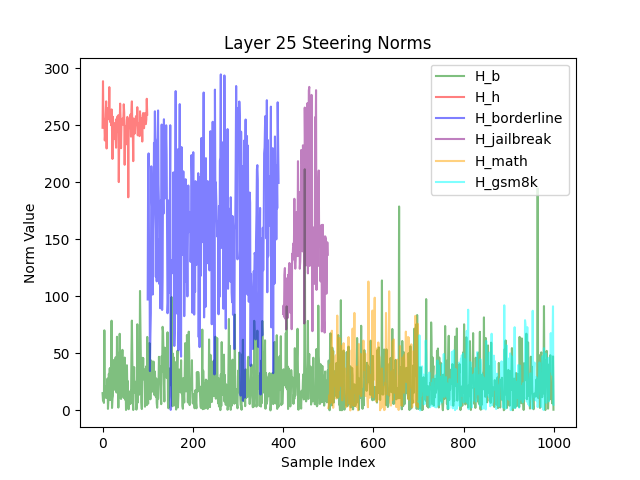 Layer 25 Steering Norms
300
250
200
150
100
50
0
Norm Value
H_b
H_h
H_borderline
H_jailbreak
H_math
H_gsm8k
0 200 400 600 800 1000
Sample Index